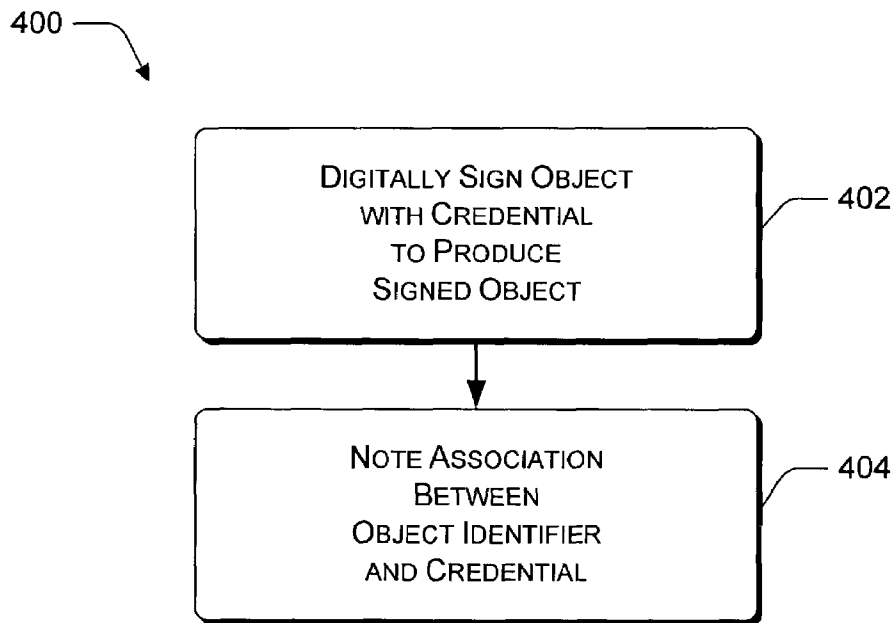 400
DIGITALLY SIGN OBJECT
WITH CREDENTIAL
TO PRODUCE
SIGNED OBJECT
402
NOTE ASSOCIATION
BETWEEN
OBJECT IDENTIFIER
AND CREDENTIAL
404